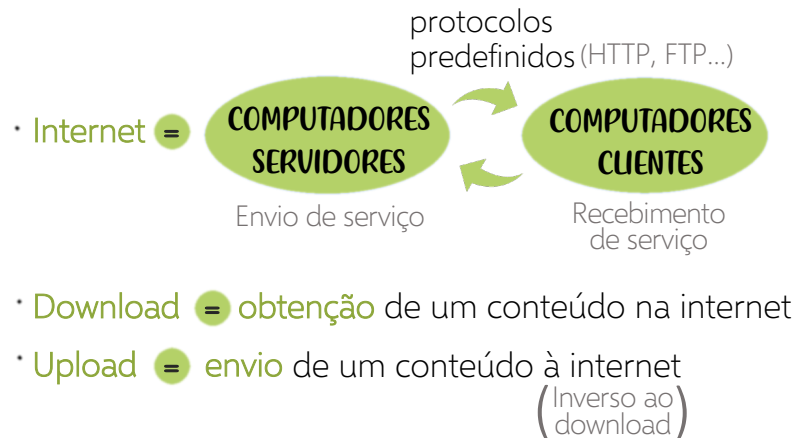 protocolos
predefinidos (HTTP, FTP...)
· Internet = COMPUTADORES SERVIDORES COMPUTADORES CLIENTES
Envio de serviço
Recebimento
de serviço
· Download = obtenção de um conteúdo na internet
· Upload = envio de um conteúdo à internet
(Inverso ao
download)